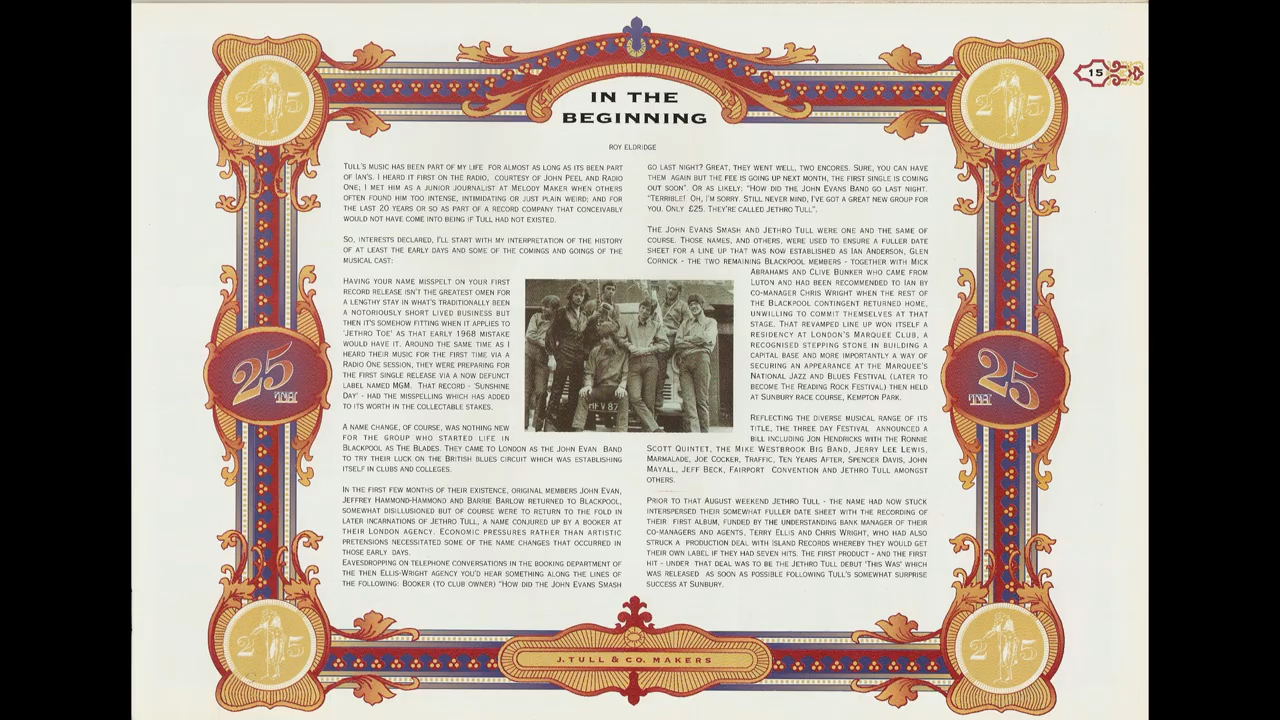 15
IN THE
BEGINNING
ROY ELDRIDGE
TULL'S MUSIC HAS BEEN PART OF MY LIFE FOR ALMOST AS LONG AS ITS BEEN PART
OF IAN'S. I HEARD IT FIRST ON THE RADIO, COURTESY OF JOHN PEEL AND RADIO
ONE; I MET HIM AS A JUNIOR JOURNALIST AT MELODY MAKER WHEN OTHERS
OFTEN FOUND HIM TOO INTENSE, INTIMIDATING OR JUST PLAIN WEIRD; AND FOR
THE LAST 20 YEARS OR SO AS PART OF A RECORD COMPANY THAT CONCEIVABLY
WOULD NOT HAVE COME INTO BEING IF TULL HAD NOT EXISTED.
SO, INTERESTS DECLARED, I'LL START WITH MY INTERPRETATION OF THE HISTORY
OF AT LEAST THE EARLY DAYS AND SOME OF THE COMINGS AND GOINGS OF THE
MUSICAL CAST:
HAVING YOUR NAME MISSPELT ON YOUR FIRST
RECORD RELEASE ISN'T THE GREATEST OMEN FOR
A LENGTHY STAY IN WHAT'S TRADITIONALLY BEEN
A NOTORIOUSLY SHORT LIVED BUSINESS BUT
THEN IT'S SOMEHOW FITTING WHEN IT APPLIES TO
'JETHRO TOE' AS THAT EARLY 1968 MISTAKE
WOULD HAVE IT. AROUND THE SAME TIME AS I
HEARD THEIR MUSIC FOR THE FIRST TIME VIA A
RADIO ONE SESSION, THEY WERE PREPARING FOR
THE FIRST SINGLE RELEASE VIA A NOW DEFUNCT
LABEL NAMED MGM. THAT RECORD - 'SUNSHINE
DAY' - HAD THE MISSPELLING WHICH HAS ADDED
TO ITS WORTH IN THE COLLECTABLE STAKES.
A NAME CHANGE, OF COURSE, WAS NOTHING NEW
FOR THE GROUP WHO STARTED LIFE IN
BLACKPOOL AS THE BLADES. THEY CAME TO LONDON AS THE JOHN EVAN BAND
TO TRY THEIR LUCK ON THE BRITISH BLUES CIRCUIT WHICH WAS ESTABLISHING
ITSELF IN CLUBS AND COLLEGES.
IN THE FIRST FEW MONTHS OF THEIR EXISTENCE, ORIGINAL MEMBERS JOHN EVAN,
JEFFREY HAMMOND-HAMMOND AND BARRIE BARLOW RETURNED TO BLACKPOOL,
SOMEWHAT DISILLUSIONED BUT OF COURSE WERE TO RETURN TO THE FOLD IN
LATER INCARNATIONS OF JETHRO TULL, A NAME CONJURED UP BY A BOOKER AT
THEIR LONDON AGENCY. ECONOMIC PRESSURES RATHER THAN ARTISTIC
PRETENSIONS NECESSITATED SOME OF THE NAME CHANGES THAT OCCURRED IN
THOSE EARLY DAYS.
EAVESDROPPING ON TELEPHONE CONVERSATIONS IN THE BOOKING DEPARTMENT OF
THE THEN ELLIS-WRIGHT AGENCY YOU'D HEAR SOMETHING ALONG THE LINES OF
THE FOLLOWING: BOOKER (TO CLUB OWNER) "HOW DID THE JOHN EVANS SMASH
GO LAST NIGHT? GREAT, THEY WENT WELL, TWO ENCORES. SURE, YOU CAN HAVE
THEM AGAIN BUT THE FEE IS GOING UP NEXT MONTH, THE FIRST SINGLE IS COMING
OUT SOON". OR AS LIKELY: "HOW DID THE JOHN EVANS BAND GO LAST NIGHT.
"TERRIBLE! OH, I'M SORRY. STILL NEVER MIND, I'VE GOT A GREAT NEW GROUP FOR
YOU. ONLY £25. THEY'RE CALLED JETHRO TULL".
THE JOHN EVANS SMASH AND JETHRO TULL WERE ONE AND THE SAME OF
COURSE. THOSE NAMES, AND OTHERS, WERE USED TO ENSURE A FULLER DATE
SHEET FOR A LINE UP THAT WAS NOW ESTABLISHED AS IAN ANDERSON, GLEN
CORNICK - THE TWO REMAINING BLACKPOOL MEMBERS - TOGETHER WITH MICK
ABRAHAMS AND CLIVE BUNKER WHO CAME FROM
LUTON AND HAD BEEN RECOMMENDED TO IAN BY
CO-MANAGER CHRIS WRIGHT WHEN THE REST OF
THE BLACKPOOL CONTINGENT RETURNED HOME,
UNWILLING TO COMMIT THEMSELVES AT THAT
STAGE. THAT REVAMPED LINE UP WON ITSELF A
RESIDENCY AT LONDON'S MARQUEE CLUB, A
RECOGNISED STEPPING STONE IN BUILDING A
CAPITAL BASE AND MORE IMPORTANTLY A WAY OF
SECURING AN APPEARANCE AT THE MARQUEE'S
NATIONAL JAZZ AND BLUES FESTIVAL (LATER TO
BECOME THE READING ROCK FESTIVAL) THEN HELD
AT SUNBURY RACE COURSE, KEMPTON PARK.
REFLECTING THE DIVERSE MUSICAL RANGE OF ITS
TITLE, THE THREE DAY FESTIVAL ANNOUNCED A
BILL INCLUDING JON HENDRICKS WITH THE RONNIE
SCOTT QUINTET, THE MIKE WESTBROOK BIG BAND, JERRY LEE LEWIS,
MARMALADE, JOE COCKER, TRAFFIC, TEN YEARS AFTER, SPENCER DAVIS, JOHN
MAYALL, JEFF BECK, FAIRPORT CONVENTION AND JETHRO TULL AMONGST
OTHERS.
PRIOR TO THAT AUGUST WEEKEND JETHRO TULL - THE NAME HAD NOW STUCK
INTERSPERSED THEIR SOMEWHAT FULLER DATE SHEET WITH THE RECORDING OF
THEIR FIRST ALBUM, FUNDED BY THE UNDERSTANDING BANK MANAGER OF THEIR
CO-MANAGERS AND AGENTS, TERRY ELLIS AND CHRIS WRIGHT, WHO HAD ALSO
STRUCK A PRODUCTION DEAL WITH ISLAND RECORDS WHEREBY THEY WOULD GET
THEIR OWN LABEL IF THEY HAD SEVEN HITS. THE FIRST PRODUCT - AND THE FIRST
HIT - UNDER THAT DEAL WAS TO BE THE JETHRO TULL DEBUT 'THIS WAS' WHICH
WAS RELEASED AS SOON AS POSSIBLE FOLLOWING TULL'S SOMEWHAT SURPRISE
SUCCESS AT SUNBURY.
25
25
25TH
25TH
25
25
J. TULL & CO. MAKERS